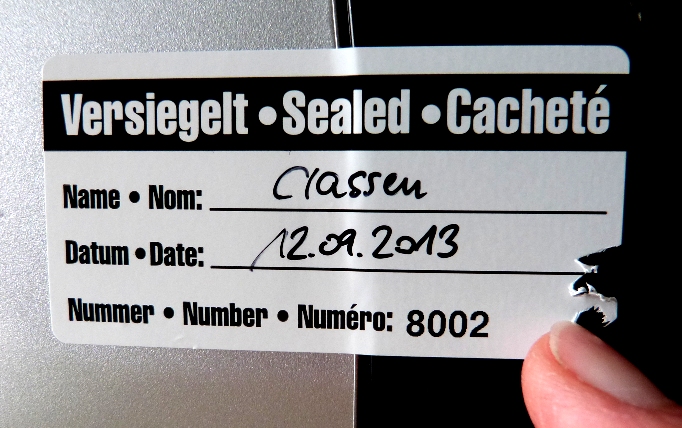 Versiegelt • Sealed • Cacheté
Name • Nom: Classen
Datum • Date: 12.09.2013
Nummer • Number • Numéro: 8002